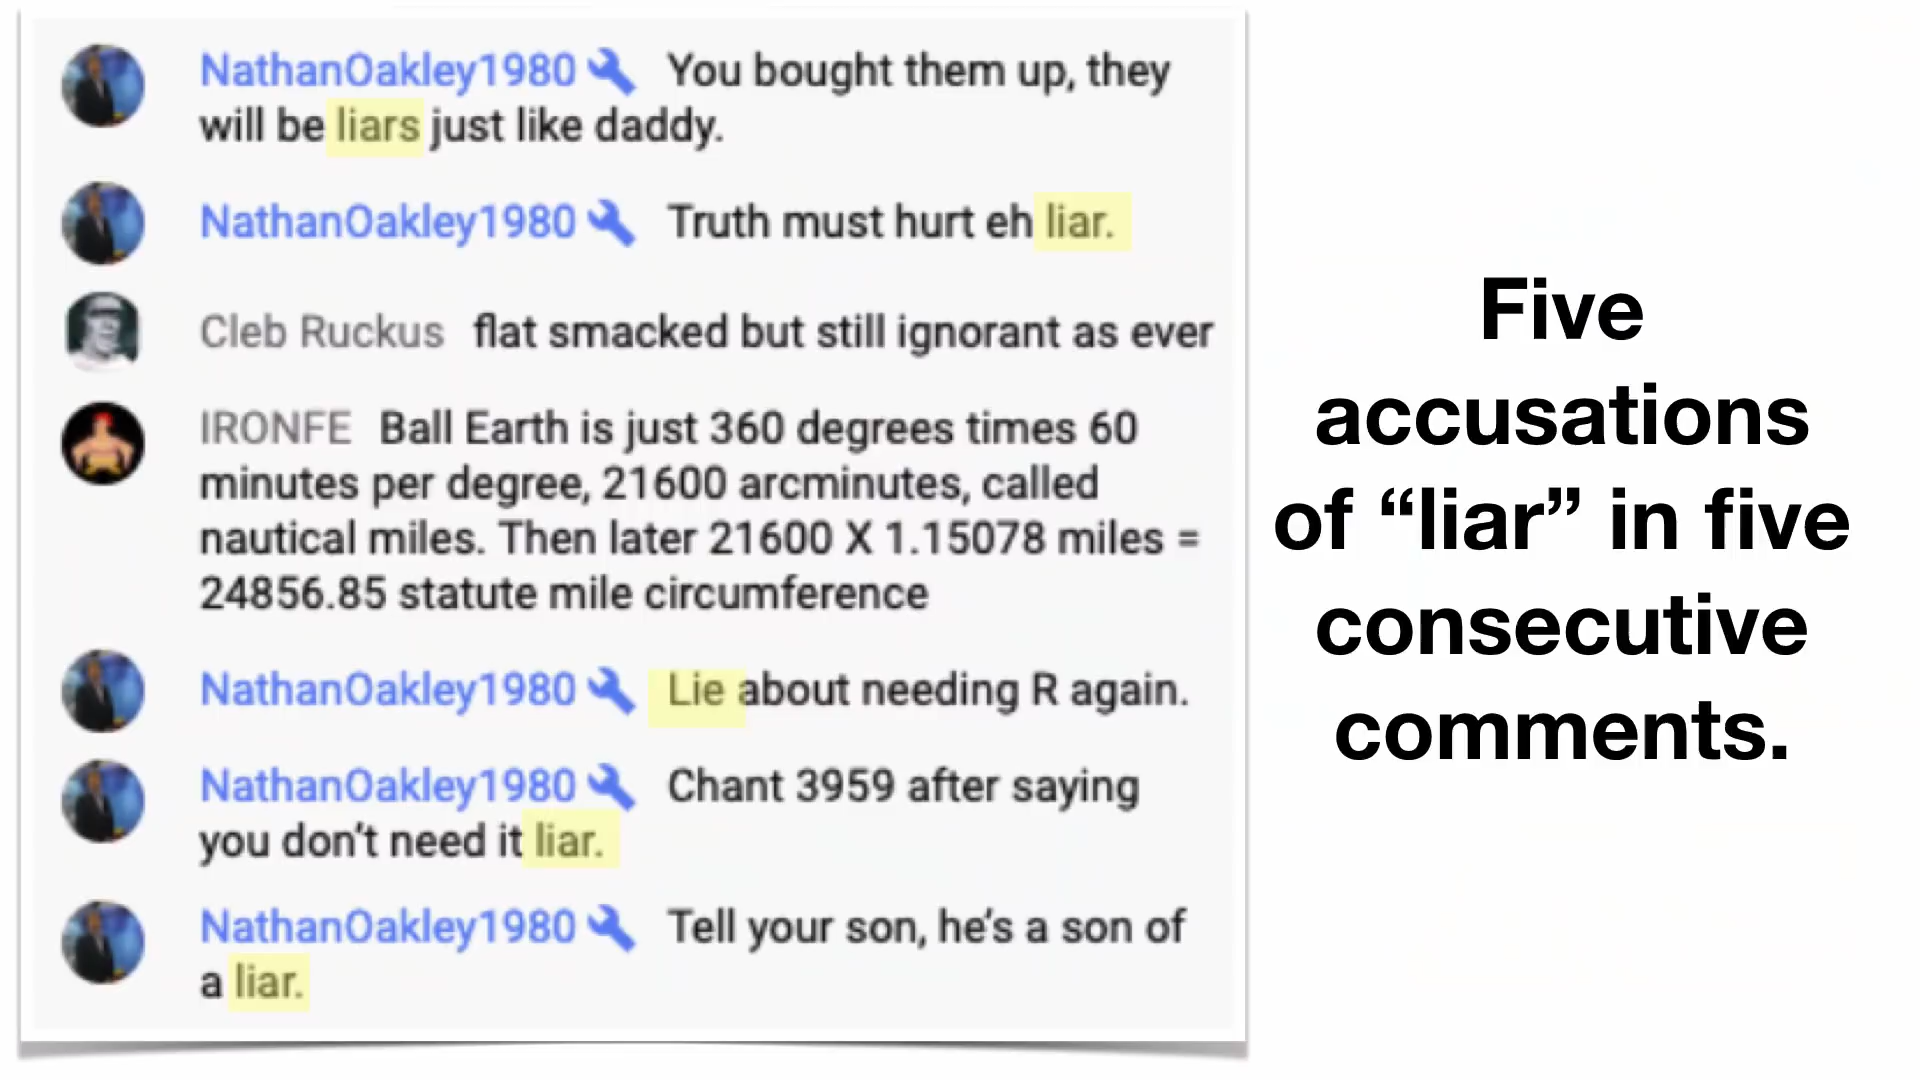 NathanOakley1980 You bought them up, they
will be liars just like daddy.
NathanOakley1980 Truth must hurt eh liar.
Cleb Ruckus flat smacked but still ignorant as ever
IRONFE Ball Earth is just 360 degrees times 60
minutes per degree, 21600 arcminutes, called
nautical miles. Then later 21600 X 1.15078 miles =
24856.85 statute mile circumference
NathanOakley1980 Lie about needing R again.
NathanOakley1980 Chant 3959 after saying
you don’t need it liar.
NathanOakley1980 Tell your son, he’s a son of
a liar.
Five
accusations
of “liar” in five
consecutive
comments.